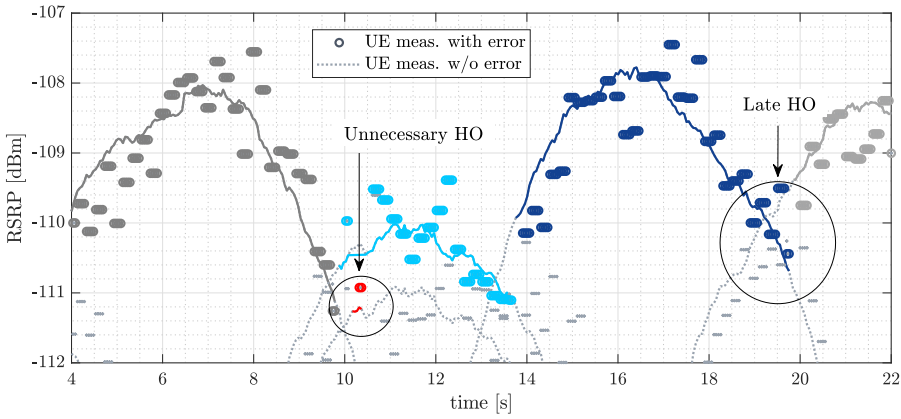 -107
-108
-109
-110
-111
-112
RSRP [dBm]
UE meas. with error
UE meas. w/o error
Unnecessary HO
Late HO
4 6 8 10 12 14 16 18 20 22
time [s]